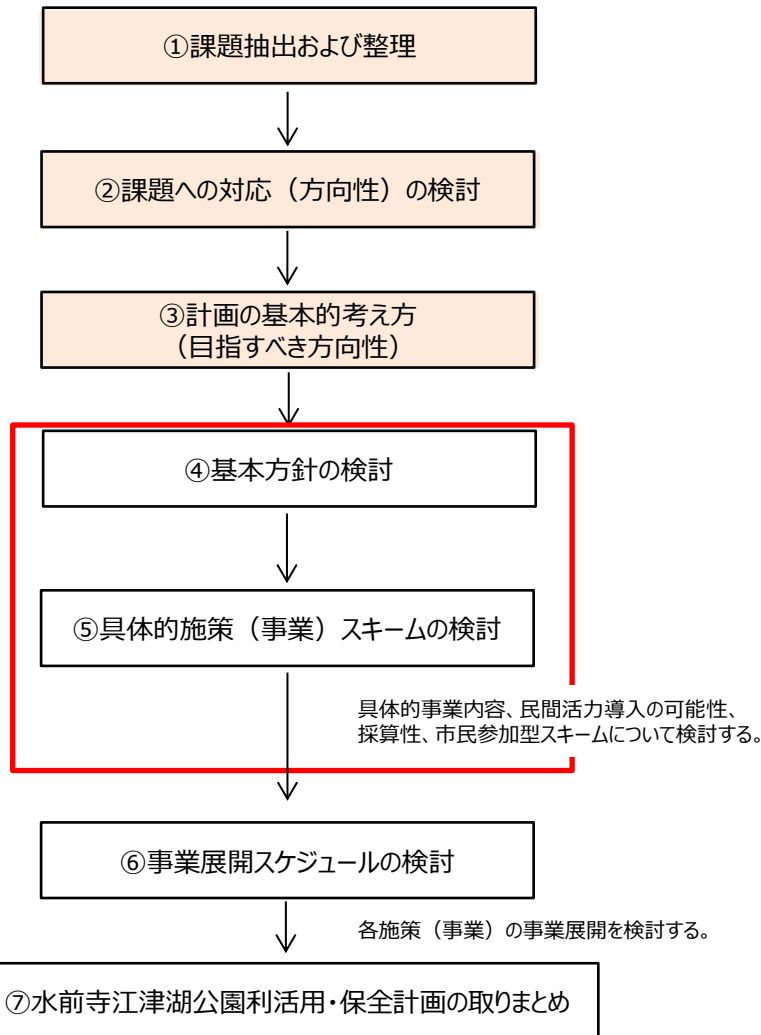 ①課題抽出および整理
②課題への対応（方向性）の検討
③計画の基本的考え方
（目指すべき方向性）
④基本方針の検討
⑤具体的施策（事業）スキームの検討
具体的事業内容、民間活力導入の可能性、
採算性、市民参加型スキームについて検討する。
⑥事業展開スケジュールの検討
各施策（事業）の事業展開を検討する。
⑦水前寺江津湖公園利活用・保全計画の取りまとめ